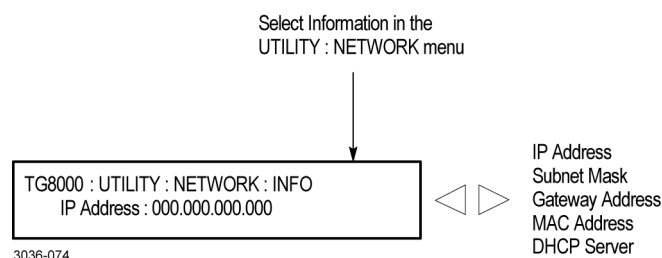 Select Information in the
UTILITY : NETWORK menu
TG8000 : UTILITY : NETWORK : INFO
IP Address : 000.000.000.000
IP Address
Subnet Mask
Gateway Address
MAC Address
DHCP Server
3036-074